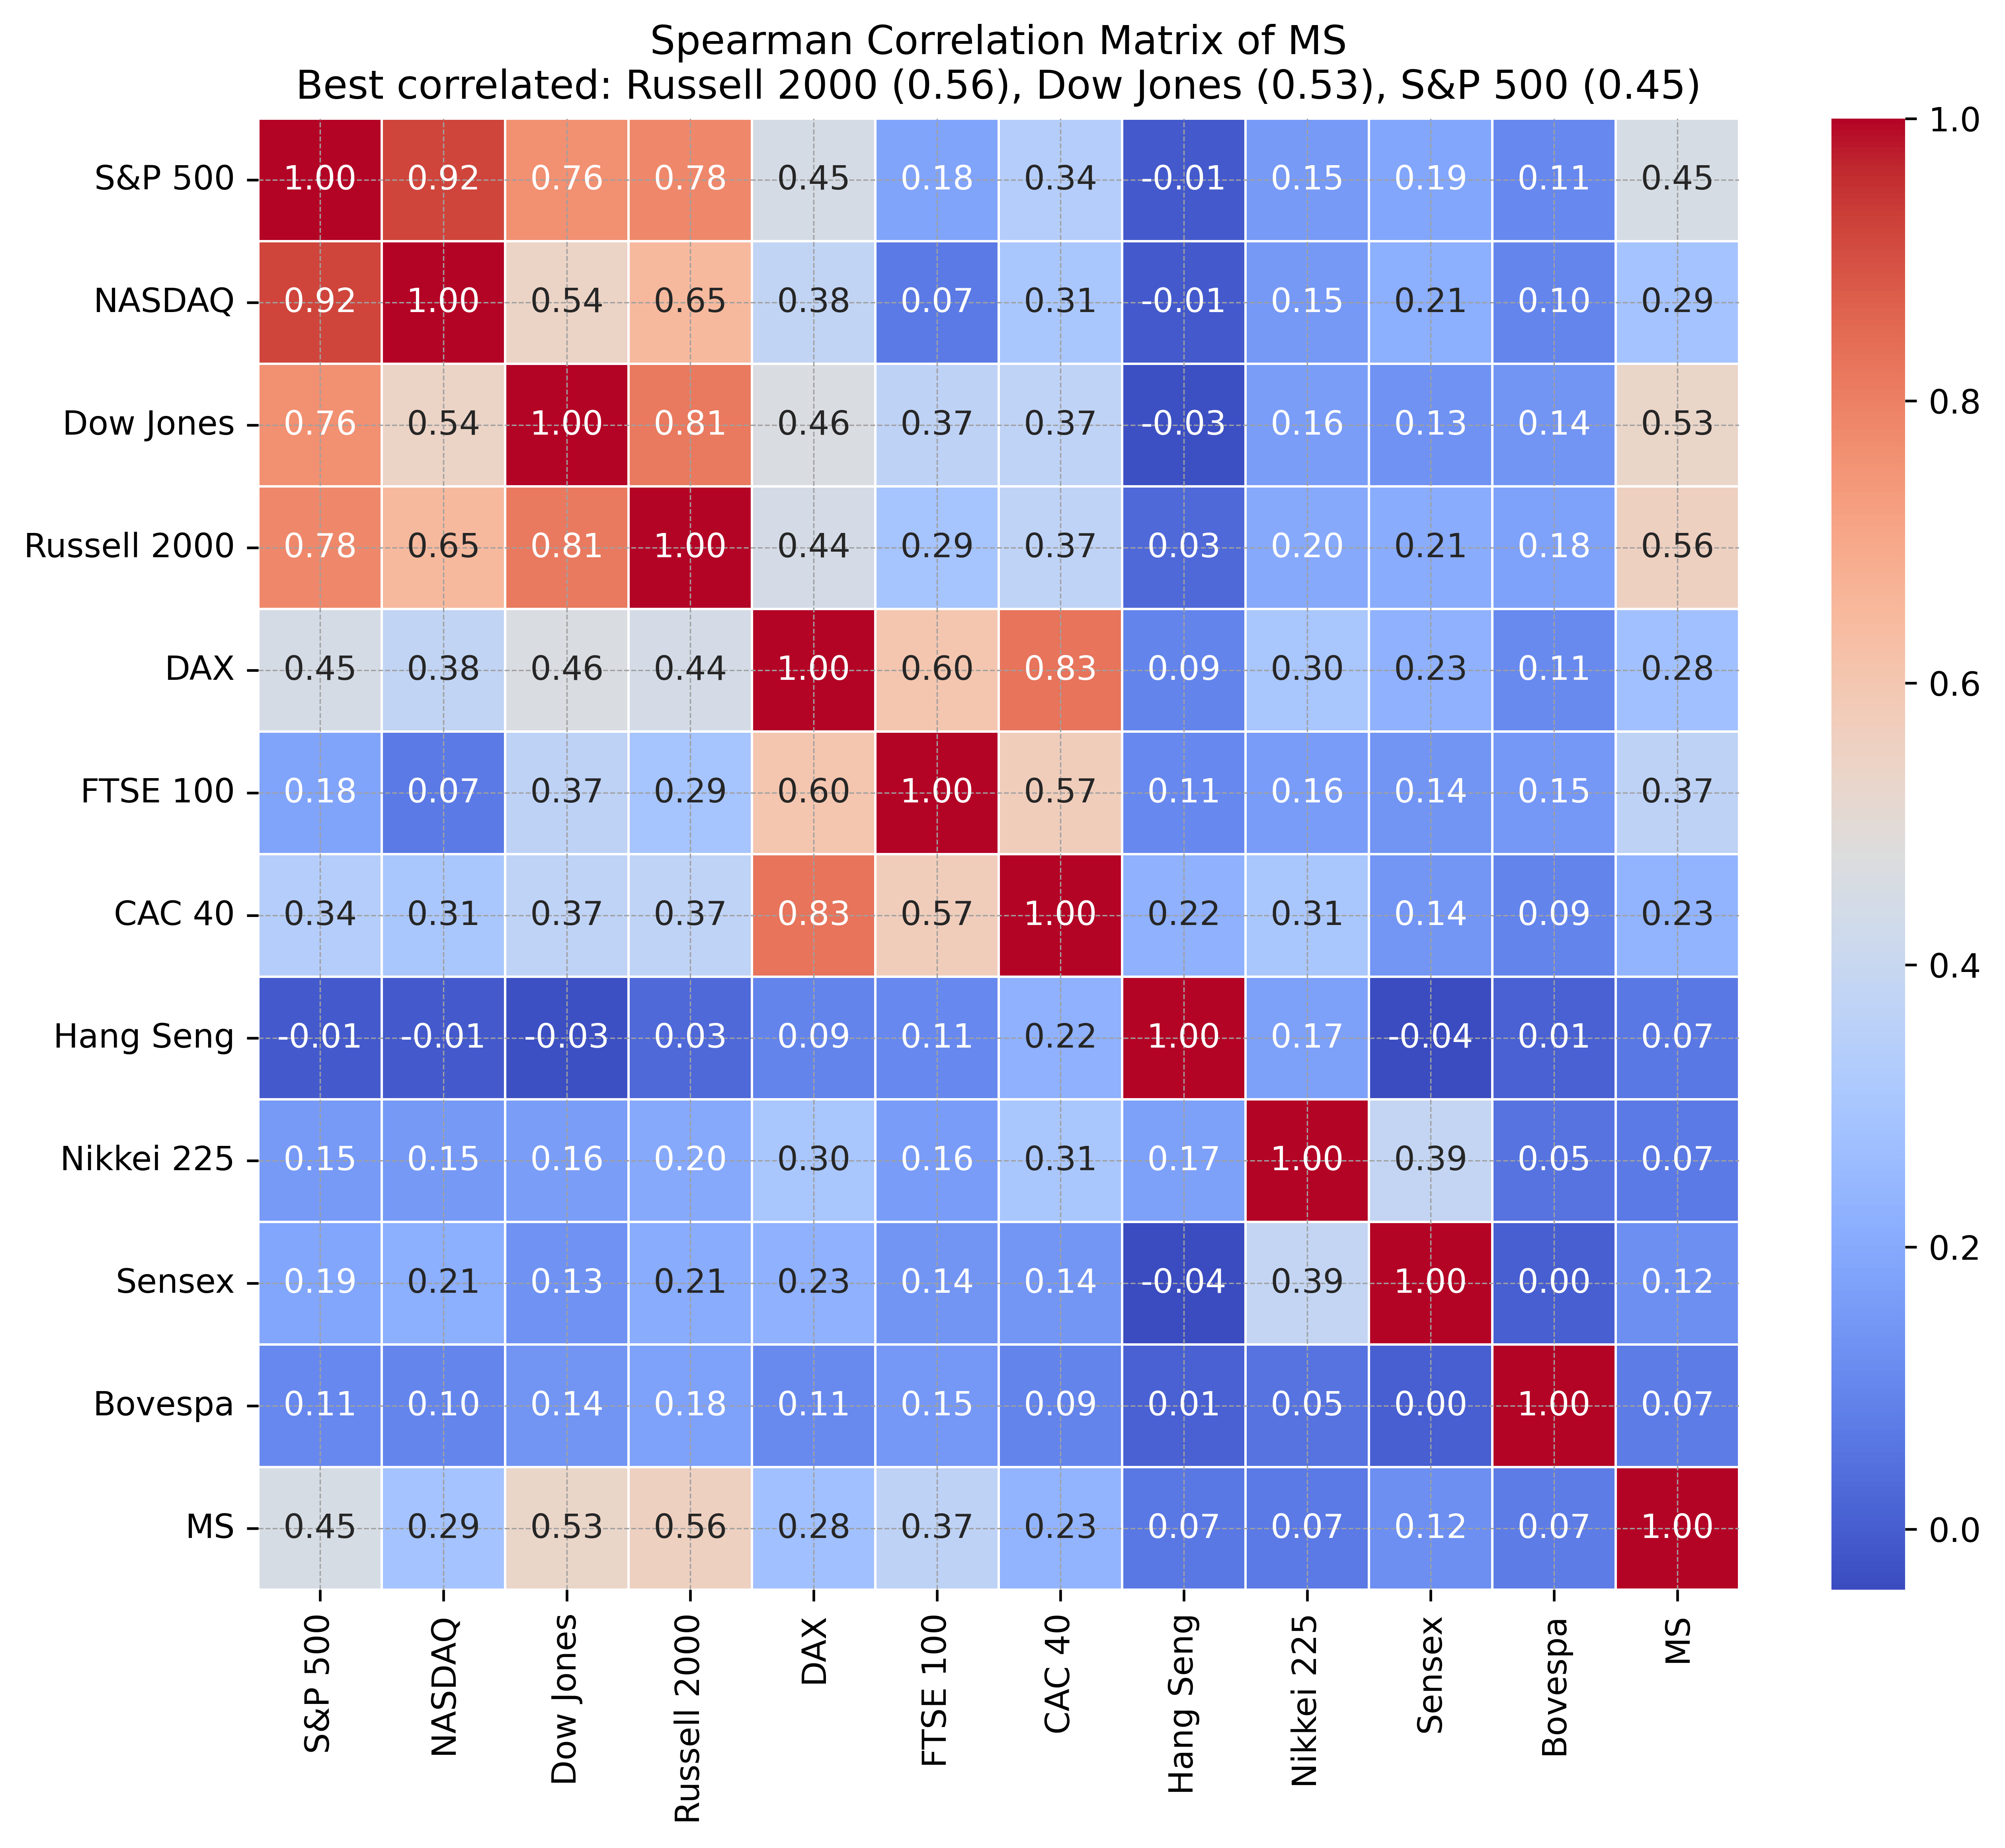 Spearman Correlation Matrix of MS
Best correlated: Russell 2000 (0.56), Dow Jones (0.53), S&P 500 (0.45)
S&P 500 1.00 0.92 0.76 0.78 0.45 0.18 0.34 -0.01 0.15 0.19 0.11 0.45
NASDAQ 0.92 1.00 0.54 0.65 0.38 0.07 0.31 -0.01 0.15 0.21 0.10 0.29
Dow Jones 0.76 0.54 1.00 0.81 0.46 0.37 0.37 -0.03 0.16 0.13 0.14 0.53
Russell 2000 0.78 0.65 0.81 1.00 0.44 0.29 0.37 0.03 0.20 0.21 0.18 0.56
DAX 0.45 0.38 0.46 0.44 1.00 0.60 0.83 0.09 0.30 0.23 0.11 0.28
FTSE 100 0.18 0.07 0.37 0.29 0.60 1.00 0.57 0.11 0.16 0.14 0.15 0.37
CAC 40 0.34 0.31 0.37 0.37 0.83 0.57 1.00 0.22 0.31 0.14 0.09 0.23
Hang Seng -0.01 -0.01 -0.03 0.03 0.09 0.11 0.22 1.00 0.17 -0.04 0.01 0.07
Nikkei 225 0.15 0.15 0.16 0.20 0.30 0.16 0.31 0.17 1.00 0.39 0.05 0.07
Sensex 0.19 0.21 0.13 0.21 0.23 0.14 0.14 -0.04 0.39 1.00 0.00 0.12
Bovespa 0.11 0.10 0.14 0.18 0.11 0.15 0.09 0.01 0.05 0.00 1.00 0.07
MS 0.45 0.29 0.53 0.56 0.28 0.37 0.23 0.07 0.07 0.12 0.07 1.00
S&P 500
NASDAQ
Dow Jones
Russell 2000
DAX
FTSE 100
CAC 40
Hang Seng
Nikkei 225
Sensex
Bovespa
MS
1.0
0.8
0.6
0.4
0.2
0.0